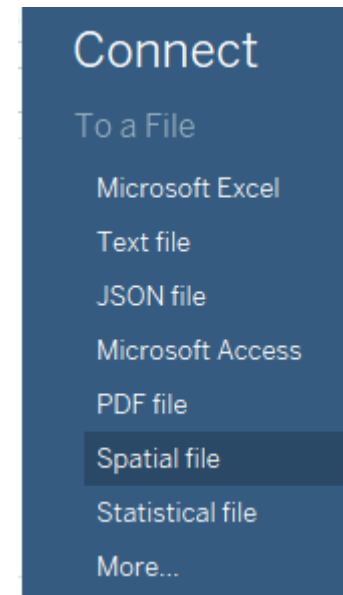 Connect
To a File
Microsoft Excel
Text file
JSON file
Microsoft Access
PDF file
Spatial file
Statistical file
More...